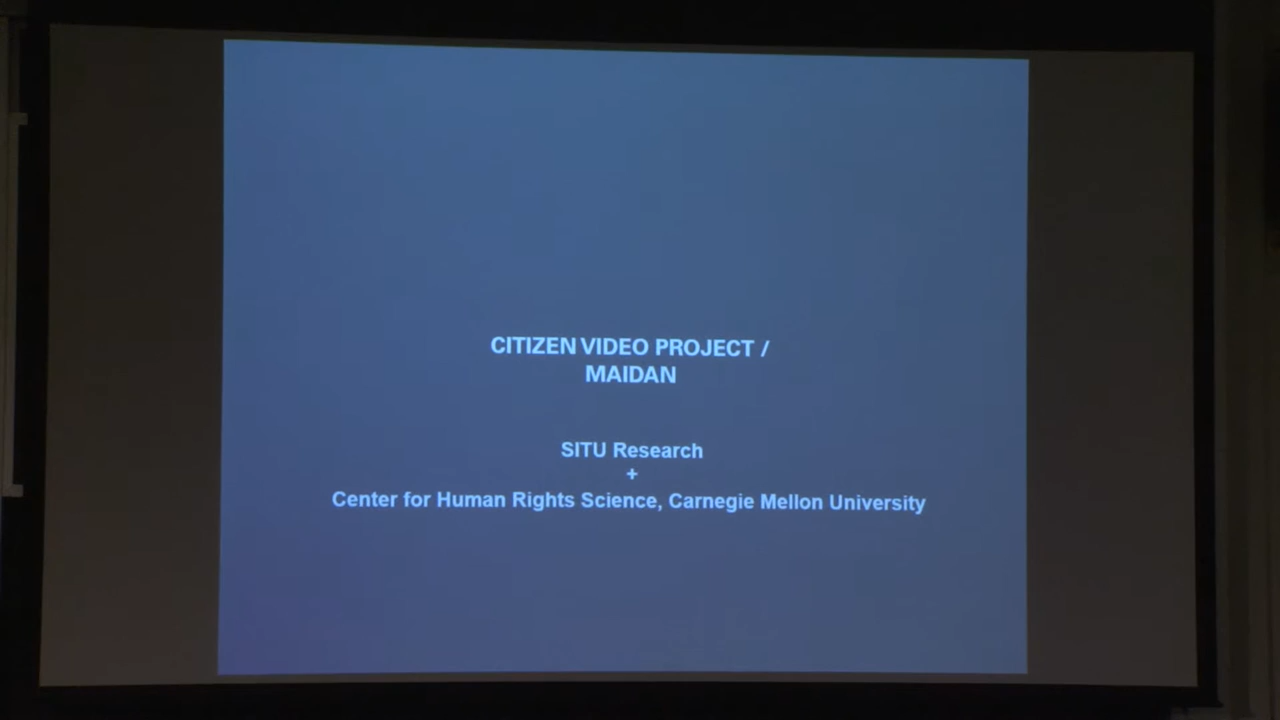 CITIZEN VIDEO PROJECT /
MAIDAN
SITU Research
+
Center for Human Rights Science, Carnegie Mellon University